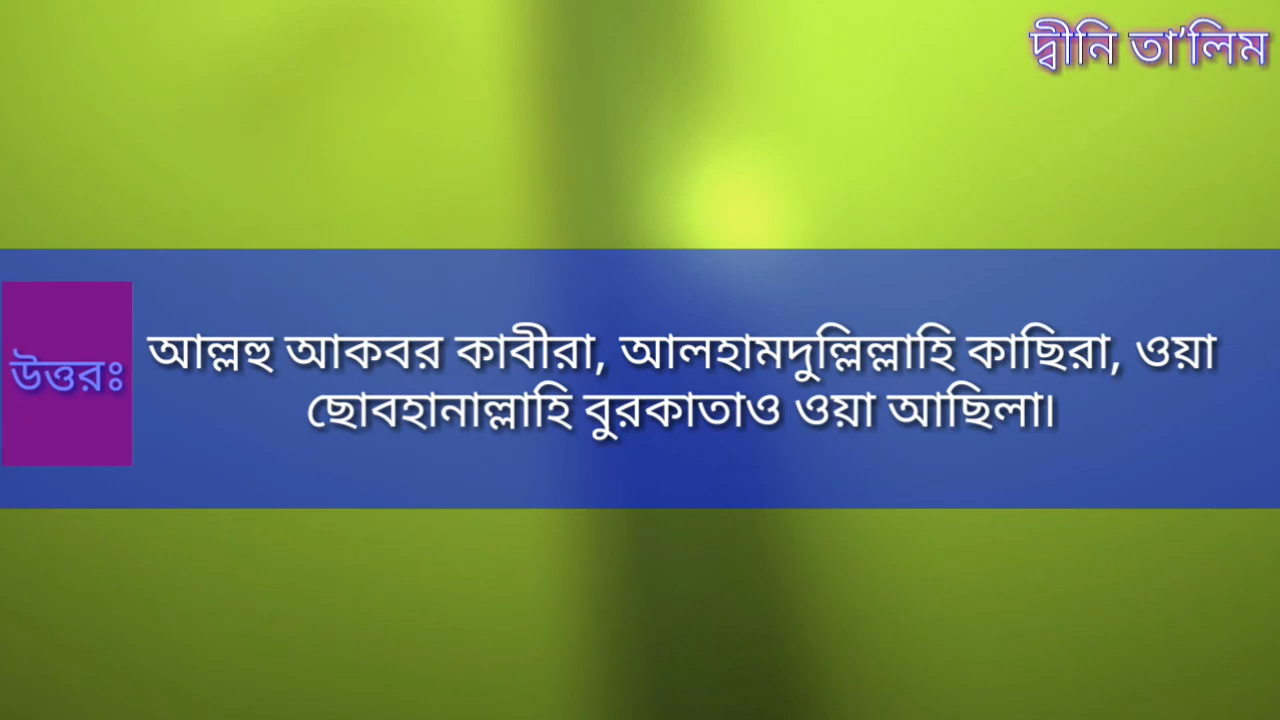 দ্বীনি তা’লিম
উত্তরঃ
আল্লহু আকবর কাবীরা, আলহামদুল্লিল্লাহি কাছিরা, ওয়া
ছোবহানাল্লাহি বুরকাতাও ওয়া আছিলা।